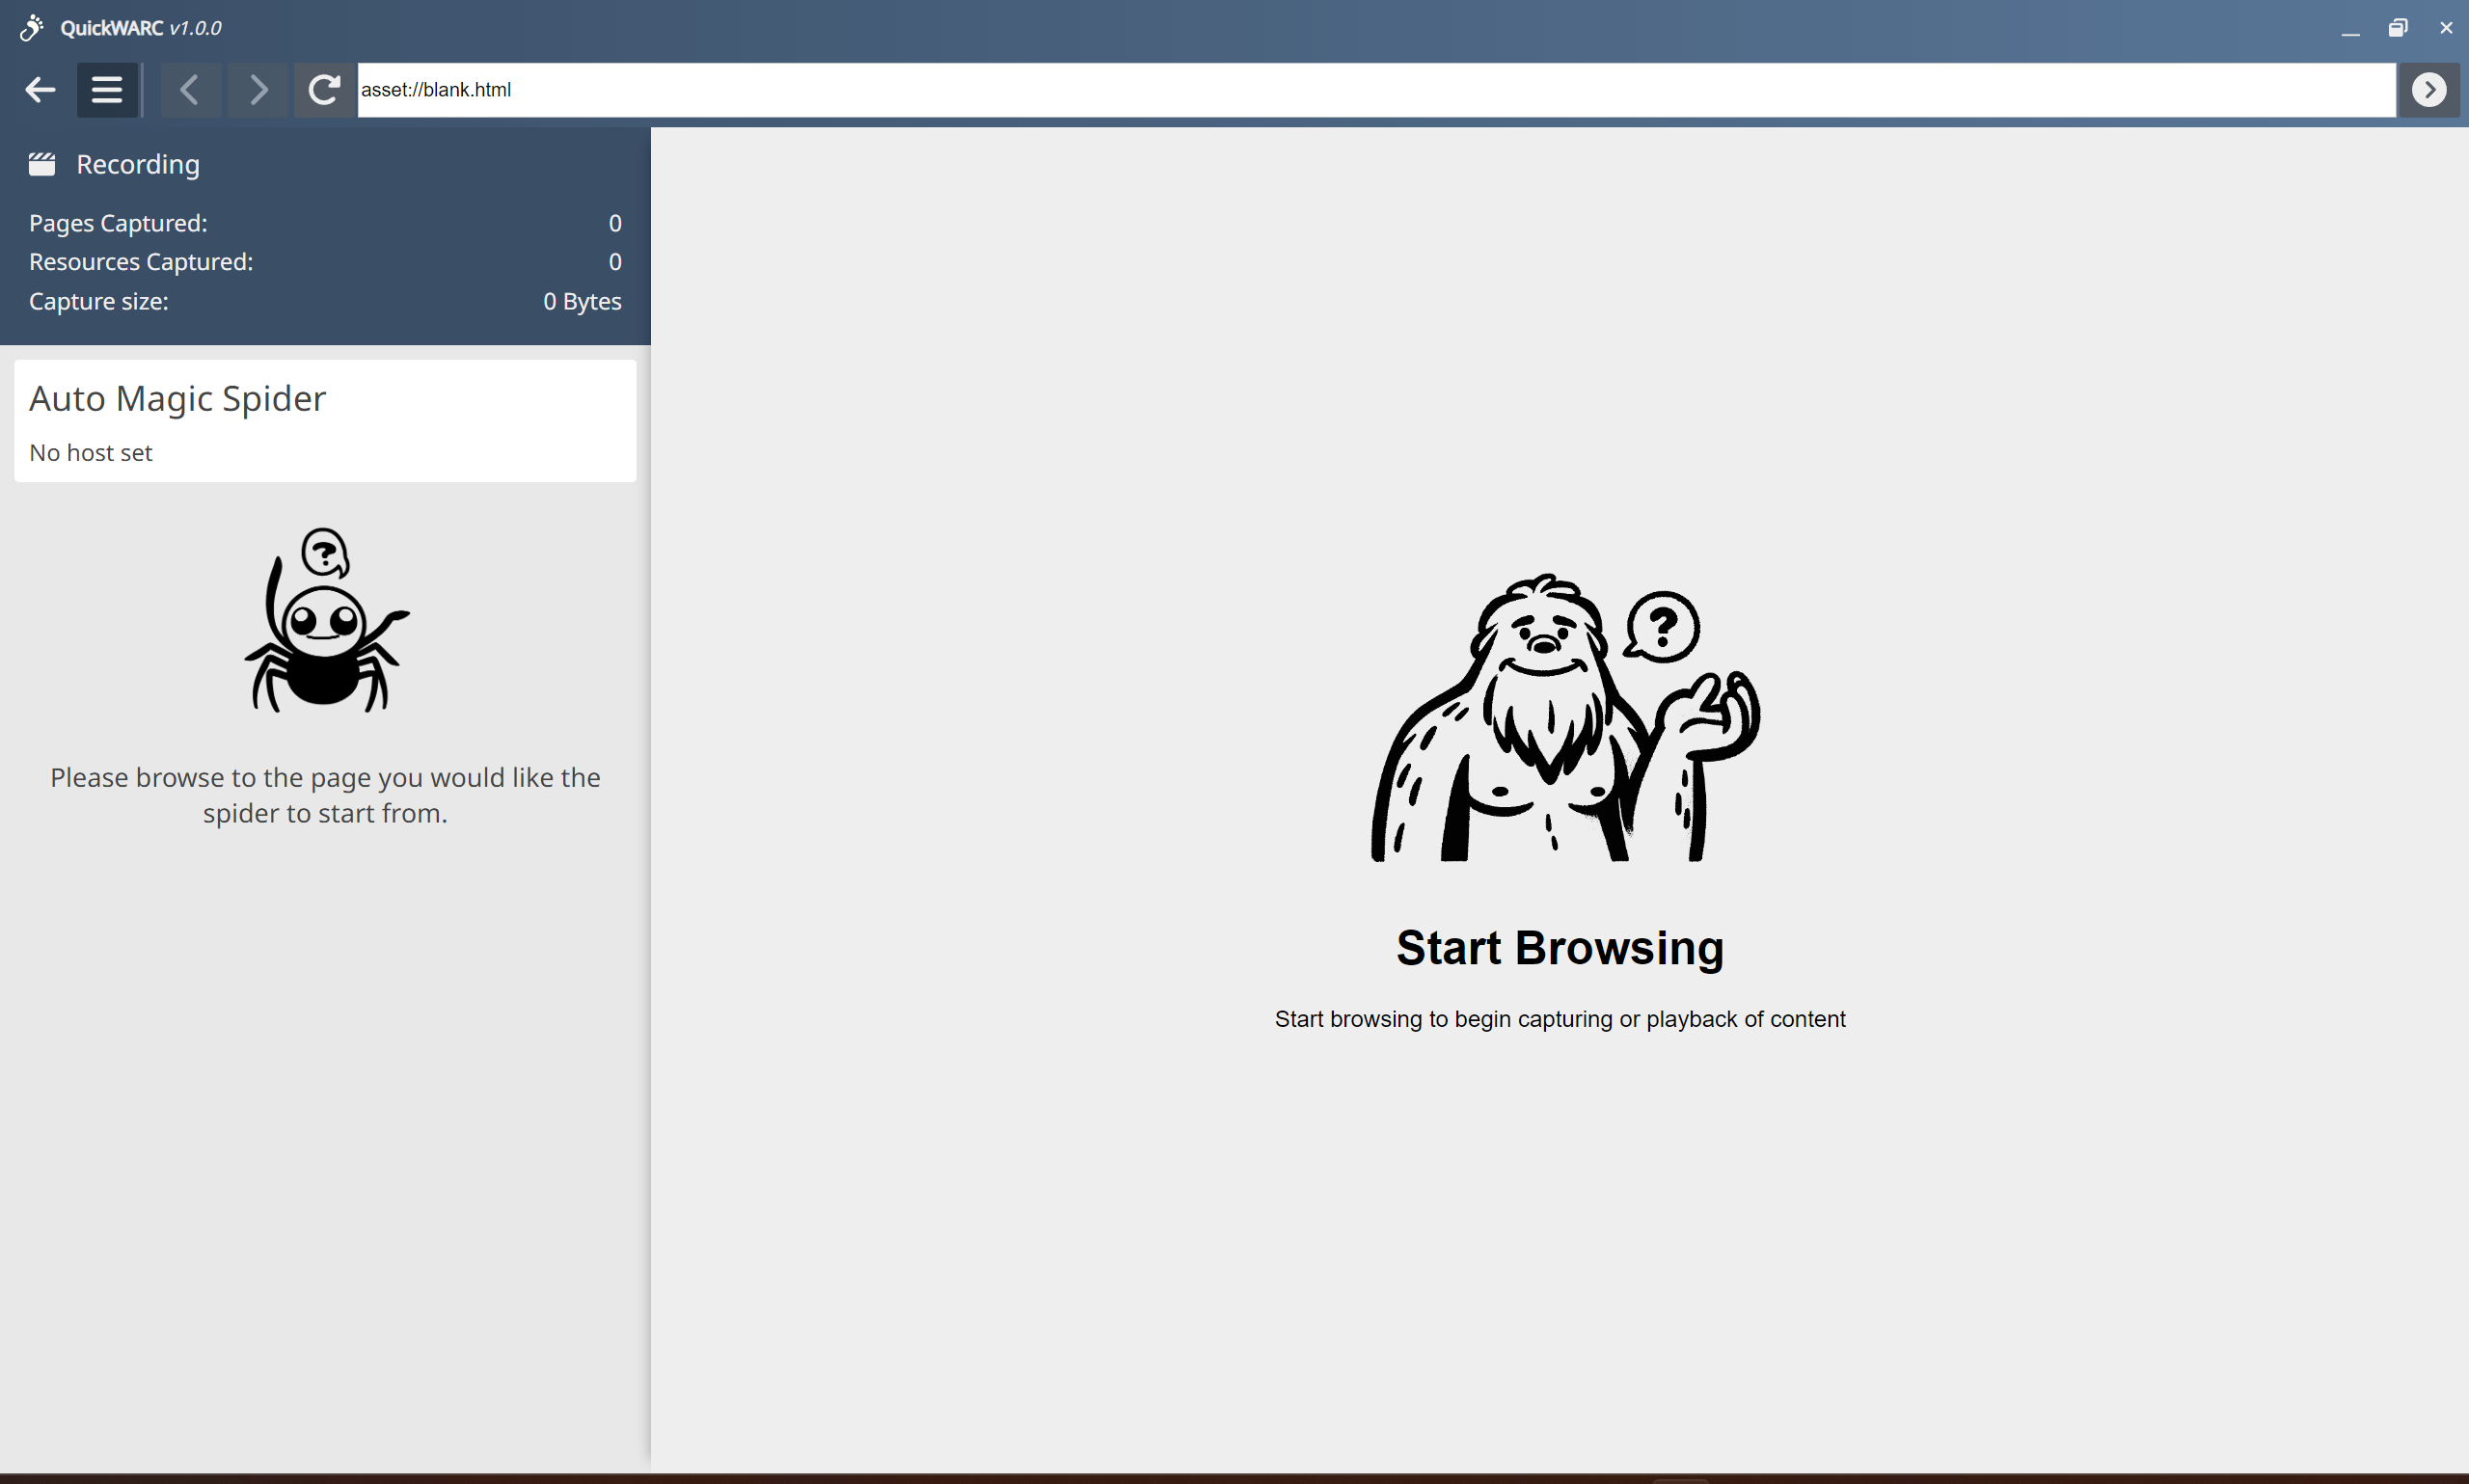 QuickWARC v1.0.0
asset://blank.html
Recording
Pages Captured: 0
Resources Captured: 0
Capture size: 0 Bytes
Auto Magic Spider
No host set
?
Please browse to the page you would like the
spider to start from.
?
Start Browsing
Start browsing to begin capturing or playback of content